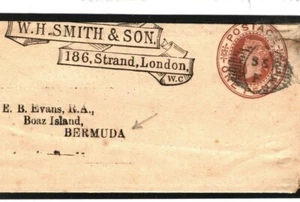 W.H. SMITH & SON.
186, Strand, London,
W.C.
POSTAGE
E. B. Evans, R.A.,
Boaz Island,
BERMUDA